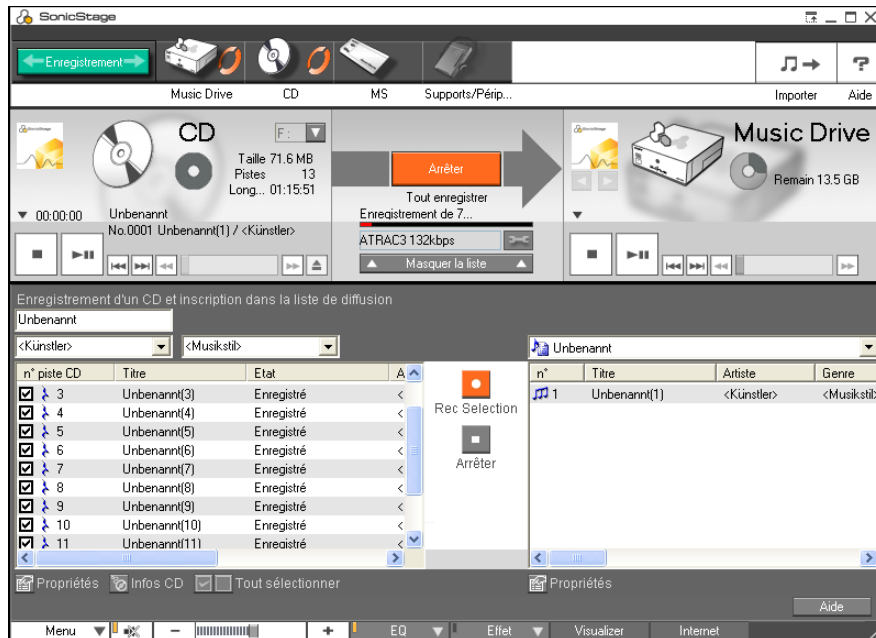 SonicStage
Enregistrement
Music Drive CD MS Supports/Périp... Importer Aide
SonicStage CD F: SonicStage Music Drive
Taille 71.6 MB
Pistes 13
Long... 01:15:51
Arrêter
Remain 13.5 GB
Tout enregistrer
00:00:00 Unbenannt Enregistrement de 7...
No.0001 Unbenannt(1) / <Künstler>
ATRAC3 132kbps
Masquer la liste
Enregistrement d'un CD et inscription dans la liste de diffusion
Unbenannt
<Künstler> <Musikstil> Unbenannt
n° piste CD Titre Etat A n° Titre Artiste Genre
3 Unbenannt(3) Enregistré < 1 Unbenannt(1) <Künstler> <Musikstil>
4 Unbenannt(4) Enregistré < Rec Selection
5 Unbenannt(5) Enregistré <
6 Unbenannt(6) Enregistré <
7 Unbenannt(7) Enregistré < Arrêter
8 Unbenannt(8) Enregistré <
9 Unbenannt(9) Enregistré <
10 Unbenannt(10) Enregistré <
11 Unbenannt(11) Enregistré <
Propriétés Infos CD Tout sélectionner Propriétés
Aide
Menu EQ Effet Visualizer Internet